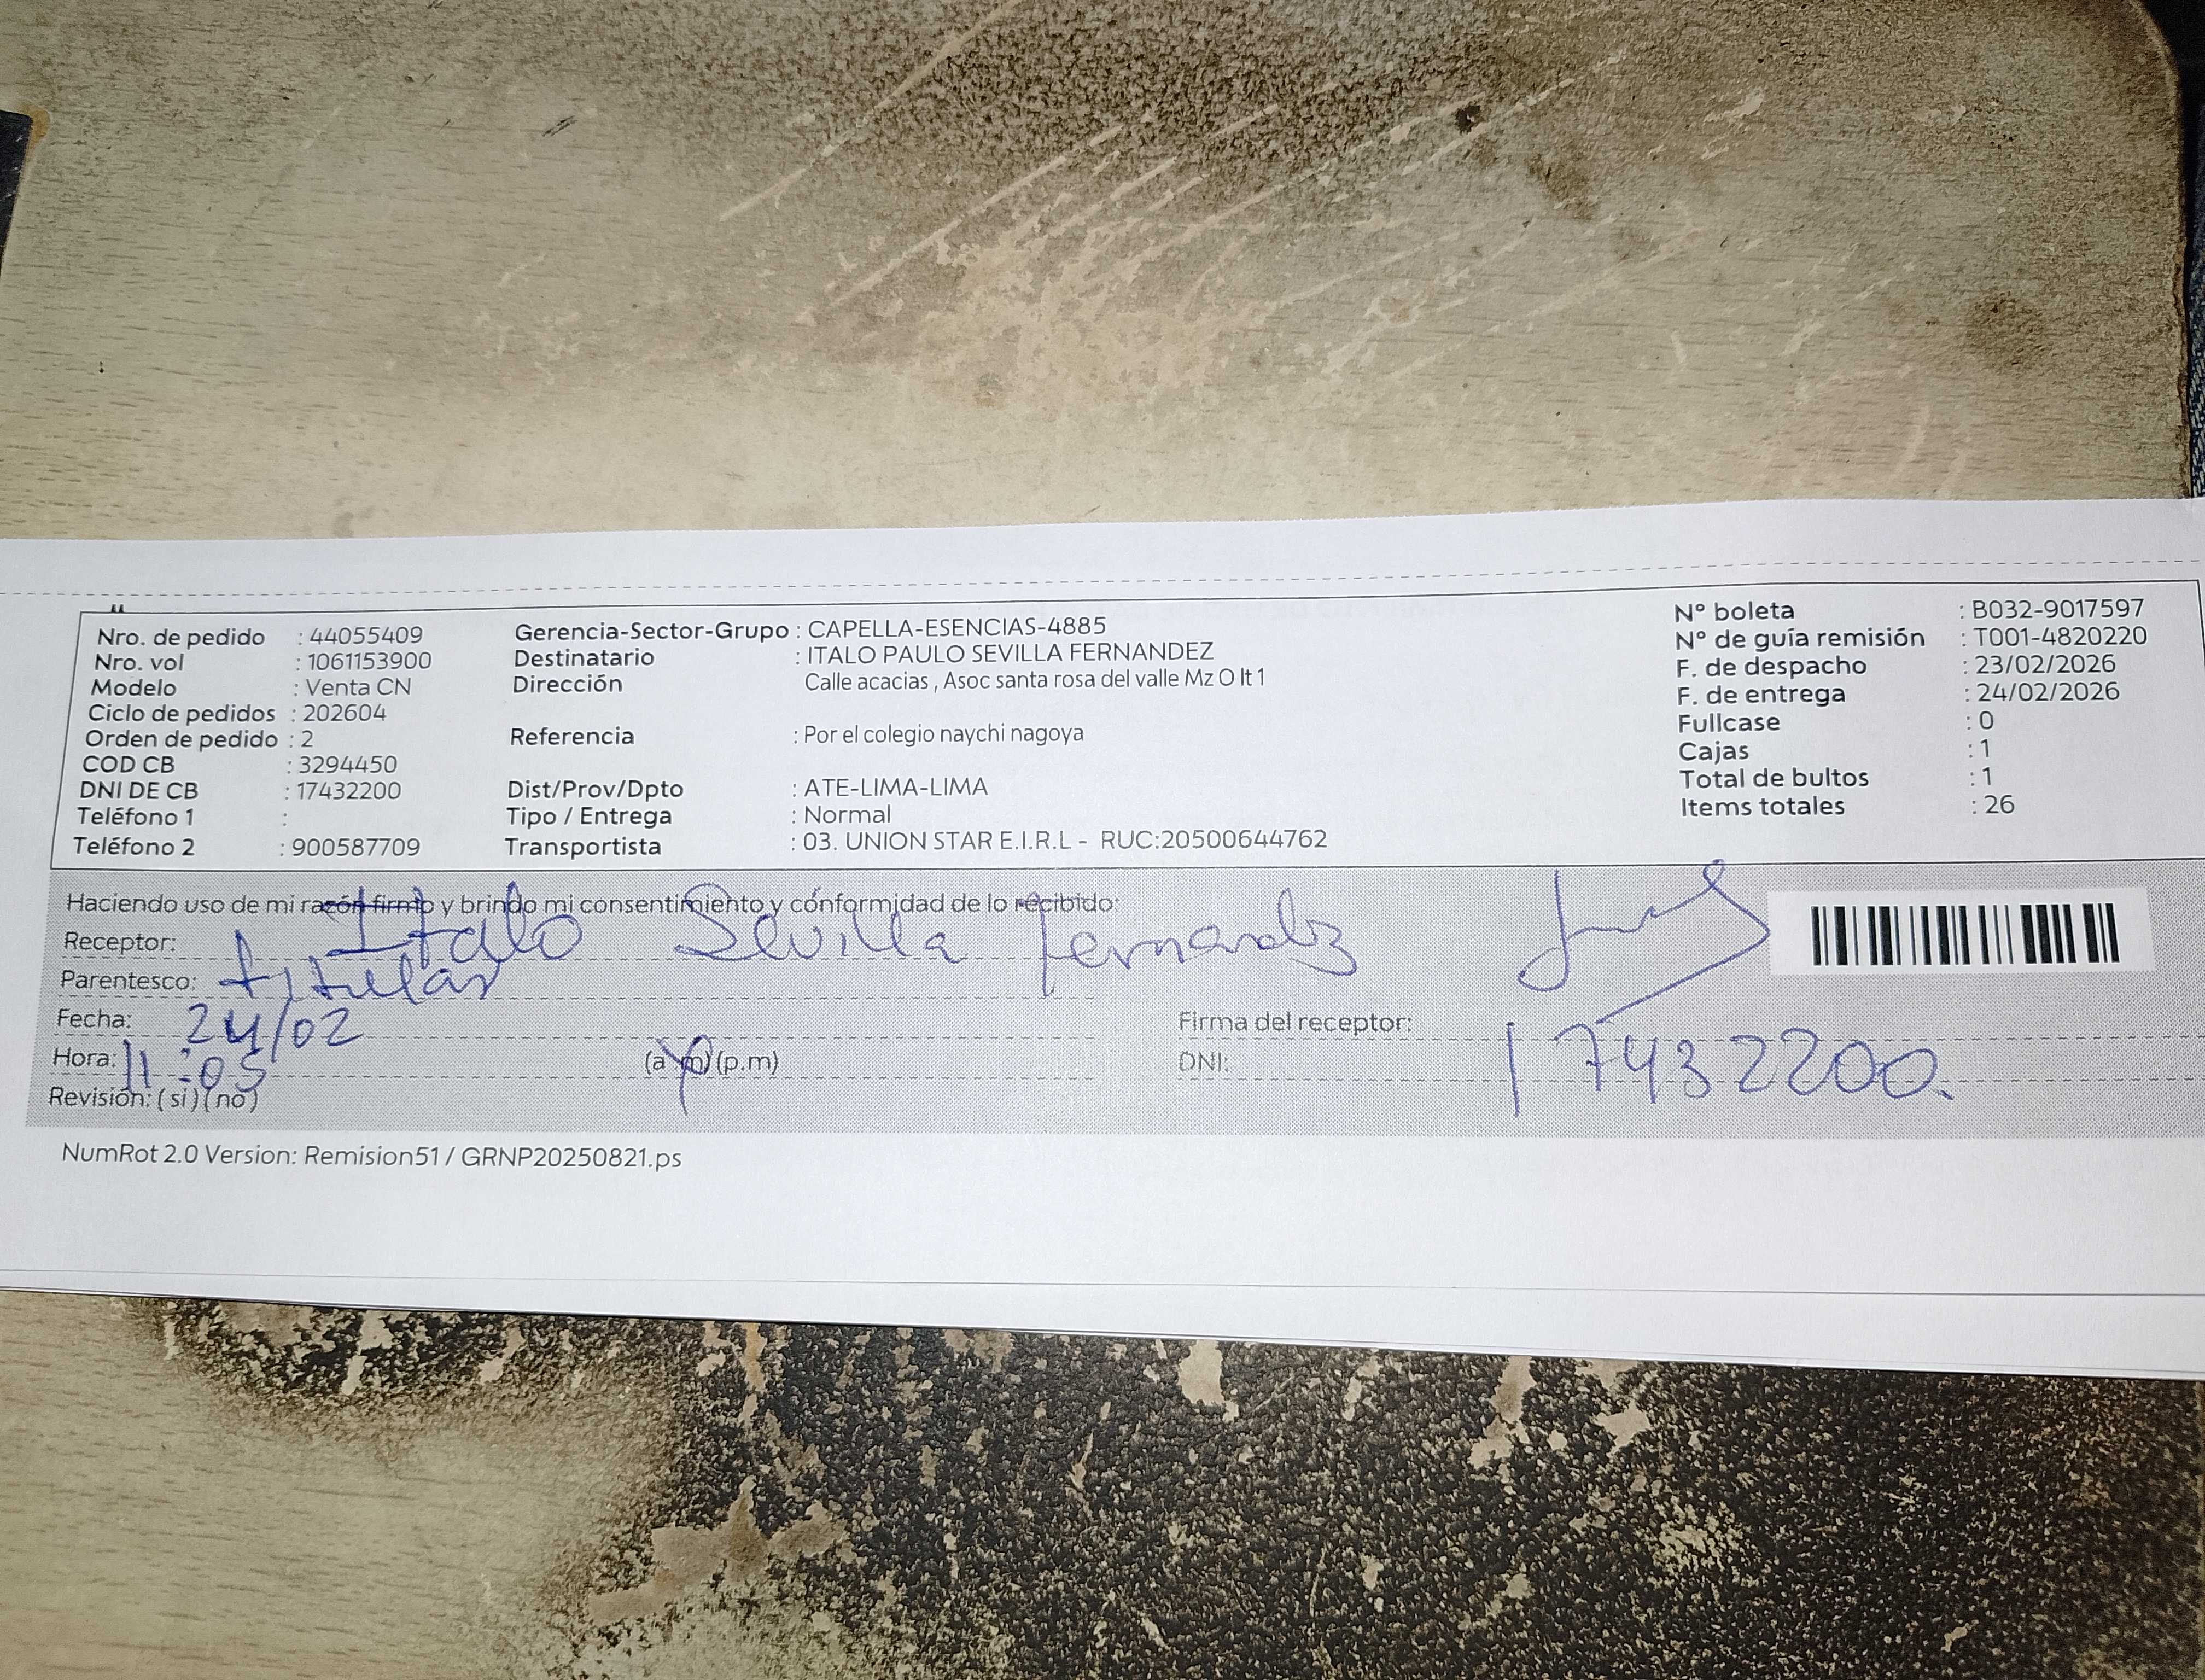 Nro. de pedido : 44055409
Nro. vol : 1061153900
Modelo : Venta CN
Ciclo de pedidos : 202604
Orden de pedido : 2
COD CB : 3294450
DNI DE CB : 17432200
Teléfono 1 :
Teléfono 2 : 900587709
Gerencia-Sector-Grupo : CAPELLA-ESENCIAS-4885
Destinatario : ITALO PAULO SEVILLA FERNANDEZ
Dirección Calle acacias , Asoc santa rosa del valle Mz O lt 1
Referencia : Por el colegio naychi nagoya
Dist/Prov/Dpto : ATE-LIMA-LIMA
Tipo / Entrega : Normal
Transportista : 03. UNION STAR E.I.R.L - RUC:20500644762
N° boleta : B032-9017597
N° de guía remisión : T001-4820220
F. de despacho : 23/02/2026
F. de entrega : 24/02/2026
Fullcase : 0
Cajas : 1
Total de bultos : 1
Items totales : 26
Haciendo uso de mi razón firmo y brindo mi consentimiento y conformidad de lo recibido:
Receptor: Italo Sevilla Fernandez
Parentesco: titular
Fecha: 24/02
Firma del receptor:
Hora: 11:05 (a.m) (p.m)
DNI: 17432200.
Revisión: ( si ) ( no )
NumRot 2.0 Version: Remision51 / GRNP20250821.ps